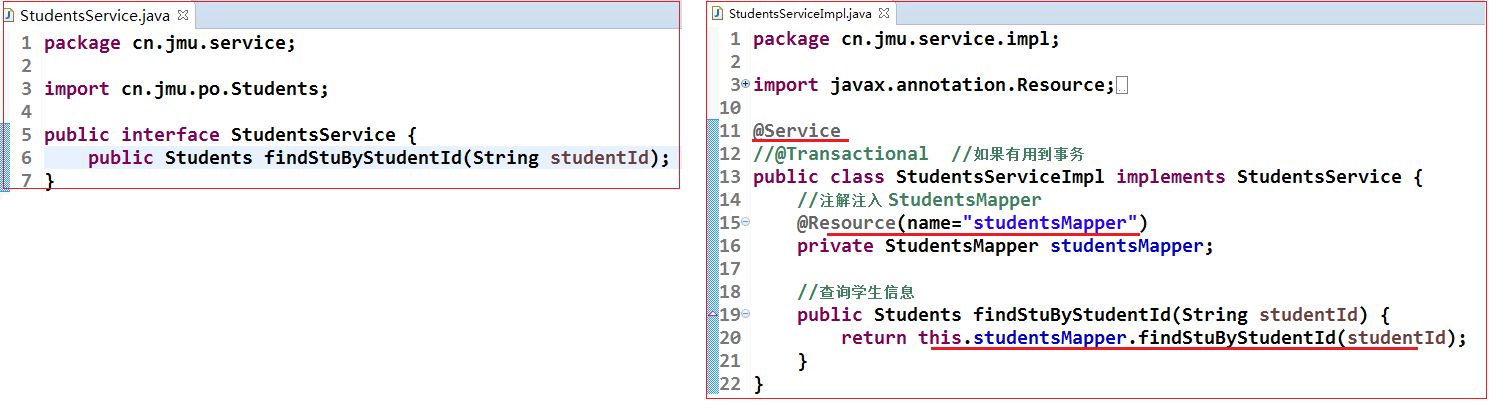 StudentsService.java
1 package cn.jmu.service;
2
3 import cn.jmu.po.Students;
4
5 public interface StudentsService {
6     public Students findStuByStudentId(String studentId);
7 }
StudentsServiceImpl.java
1 package cn.jmu.service.impl;
2
3 import javax.annotation.Resource;
10
11 @Service
12 //@Transactional  //如果有用到事务
13 public class StudentsServiceImpl implements StudentsService {
14     //注解注入 StudentsMapper
15     @Resource(name="studentsMapper")
16     private StudentsMapper studentsMapper;
17
18     //查询学生信息
19     public Students findStuByStudentId(String studentId) {
20         return this.studentsMapper.findStuByStudentId(studentId);
21     }
22 }